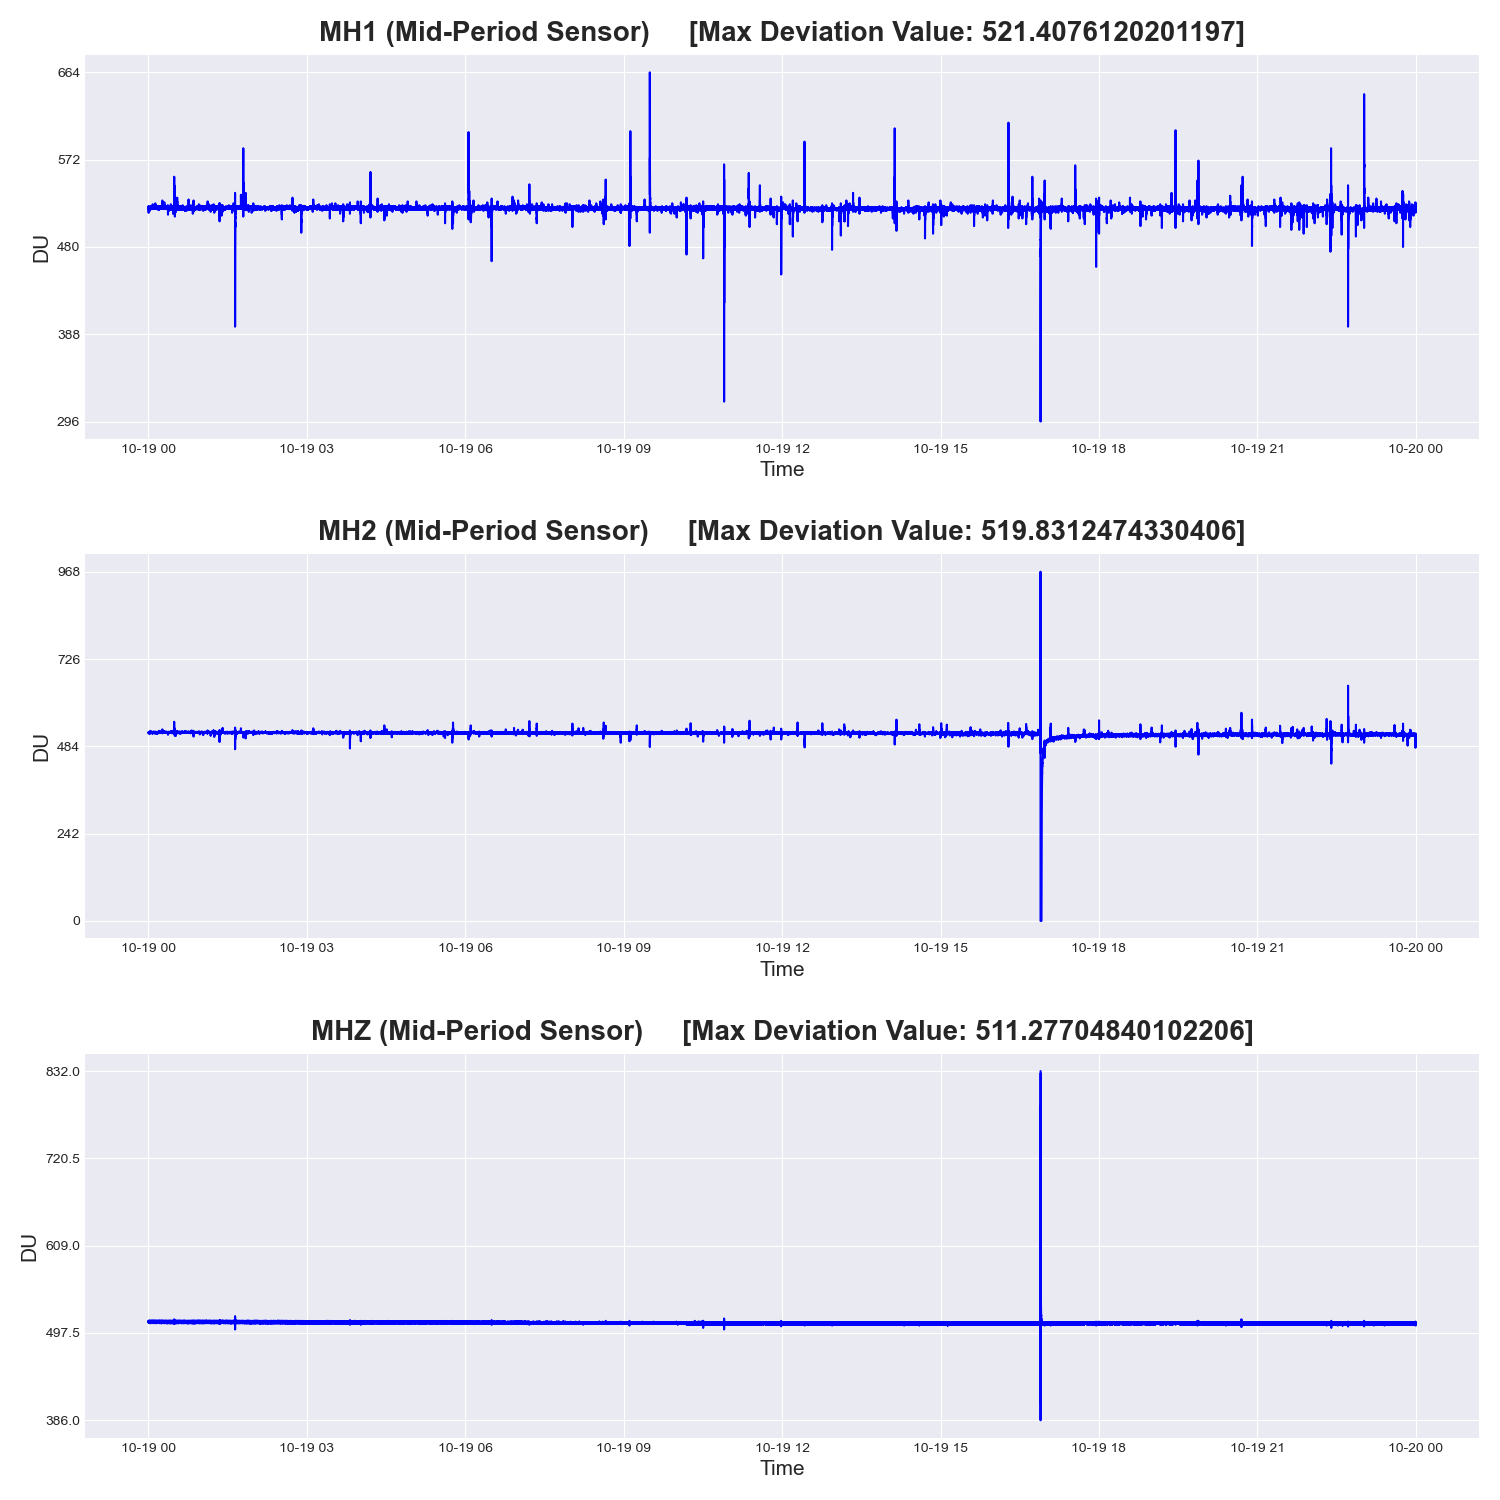 MH1 (Mid-Period Sensor) [Max Deviation Value: 521.4076120201197]
664
572
480
388
296
DU
10-19 00 10-19 03 10-19 06 10-19 09 10-19 12 10-19 15 10-19 18 10-19 21 10-20 00
Time
MH2 (Mid-Period Sensor) [Max Deviation Value: 519.8312474330406]
968
726
484
242
0
DU
10-19 00 10-19 03 10-19 06 10-19 09 10-19 12 10-19 15 10-19 18 10-19 21 10-20 00
Time
MHZ (Mid-Period Sensor) [Max Deviation Value: 511.27704840102206]
832.0
720.5
609.0
497.5
386.0
DU
10-19 00 10-19 03 10-19 06 10-19 09 10-19 12 10-19 15 10-19 18 10-19 21 10-20 00
Time